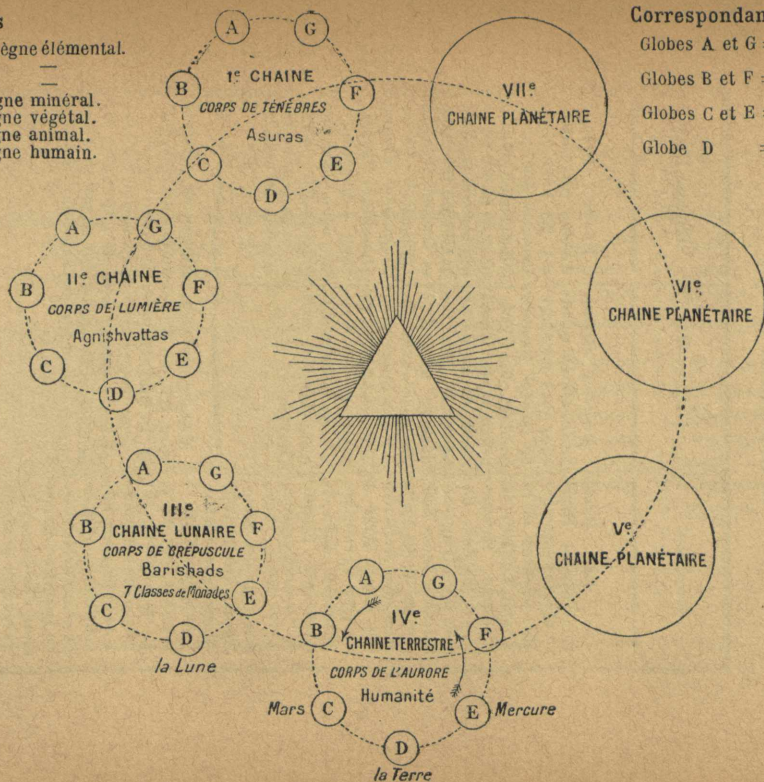 ègne élémental.
—
—
gne minéral.
gne végétal.
gne animal.
gne humain.
Correspondan
Globes A et G =
Globes B et F =
Globes C et E =
Globe D =
A
G
B
F
C
E
D
1e CHAINE
CORPS DE TÉNÈBRES
Asuras
VIIe
CHAINE PLANÉTAIRE
A
G
B
F
C
E
D
IIe CHAINE
CORPS DE LUMIÈRE
Agnishvattas
VIe
CHAINE PLANÉTAIRE
A
G
B
F
C
E
D
IIIe
CHAINE LUNAIRE
CORPS DE CRÉPUSCULE
Barishads
7 Classes de Monades
la Lune
Ve
CHAINE PLANÉTAIRE
A
G
B
F
Mars C
E Mercure
D
IVe
CHAINE TERRESTRE
CORPS DE L'AURORE
Humanité
la Terre